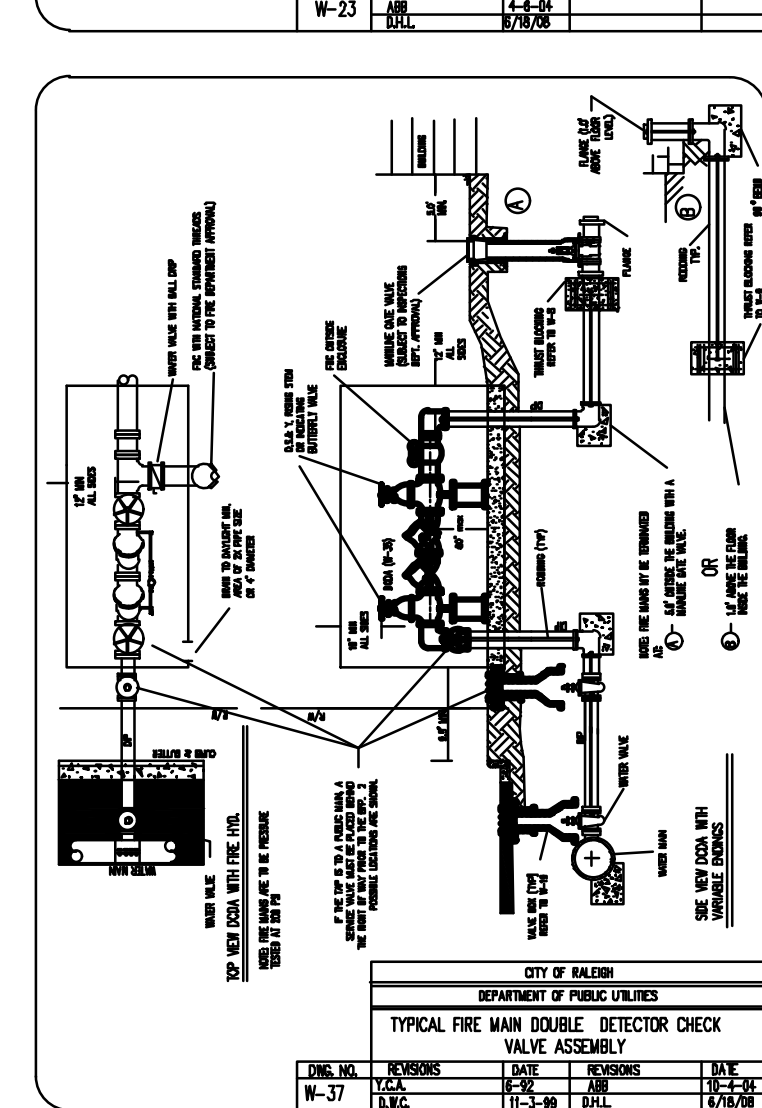 W-23
ABB
4-6-04
D.H.L.
6/18/08
12" MIN
ALL SIDES
WAFER VALVE WITH BALL DRIP
FDC WITH NATIONAL STANDARD THREADS
(SUBJECT TO FIRE DEPARTMENT APPROVAL)
DRAIN TO DAYLIGHT MIN.
AREA OF 2X PIPE SIZE
OR 4" DIAMETER
R/W
DIP
CURB & GUTTER
WATER MAIN
WATER VALVE
TOP VIEW DCDA WITH FIRE HYD.
NOTE: FIRE MAINS ARE TO BE PRESSURE
TESTED AT 200 PSI
BUILDING
5.0'
MIN.
A
MAINLINE GATE VALVE
(SUBJECT TO INSPECTIONS
DEPT. APPROVAL)
FDC OUTSIDE
ENCLOSURE
12" MIN
ALL
SIDES
O.S.& Y, RISING STEM
OR INDICATING
BUTTERFLY VALVE
DCDA (W-35)
60" max
18" MIN
ALL SIDES
R/W
IF THE TAP IS TO A PUBLIC MAIN, A
SERVICE VALVE MUST BE PLACED BEHIND
THE RIGHT OF WAY PRIOR TO THE BFP. 2
POSSIBLE LOCATIONS ARE SHOWN.
THRUST BLOCKING
REFER TO W-8
FLANGE
DIP
RODDING (TYP)
DIP
DIP
WATER VALVE
VALVE BOX (TYP)
WATER MAIN
SIDE VIEW DCDA WITH
VARIABLE ENDINGS
FLANGE (1.0'
ABOVE FLOOR
LEVEL)
B
RODDING
TYP.
90° BEND
THRUST BLOCKING REFER
TO W-8
NOTE: FIRE MAINS MAY BE TERMINATED
AT:
A
5.0' OUTSIDE THE BUILDING WITH A
MAINLINE GATE VALVE.
OR
B
1.0' ABOVE THE FLOOR
INSIDE THE BUILDING.
CITY OF RALEIGH
DEPARTMENT OF PUBLIC UTILITIES
TYPICAL FIRE MAIN DOUBLE DETECTOR CHECK
VALVE ASSEMBLY
DWG. NO. REVISIONS DATE REVISIONS DATE
W-37
Y.C.A. 6-92 ABB 10-4-04
D.W.C. 11-3-99 D.H.L. 6/18/08